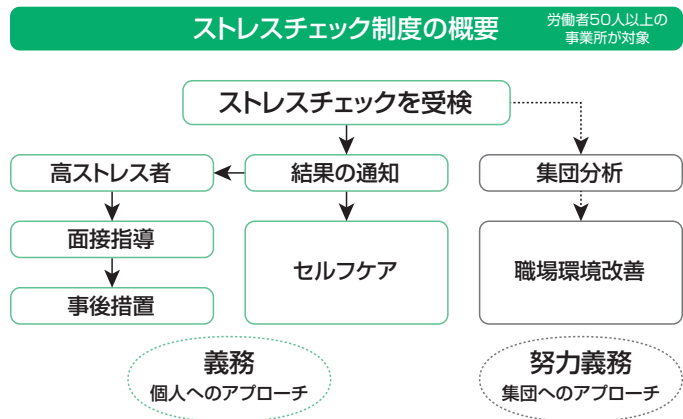 ストレスチェック制度の概要
労働者50人以上の
事業所が対象
ストレスチェックを受検
高ストレス者
結果の通知
集団分析
面接指導
セルフケア
職場環境改善
事後措置
義務
個人へのアプローチ
努力義務
集団へのアプローチ